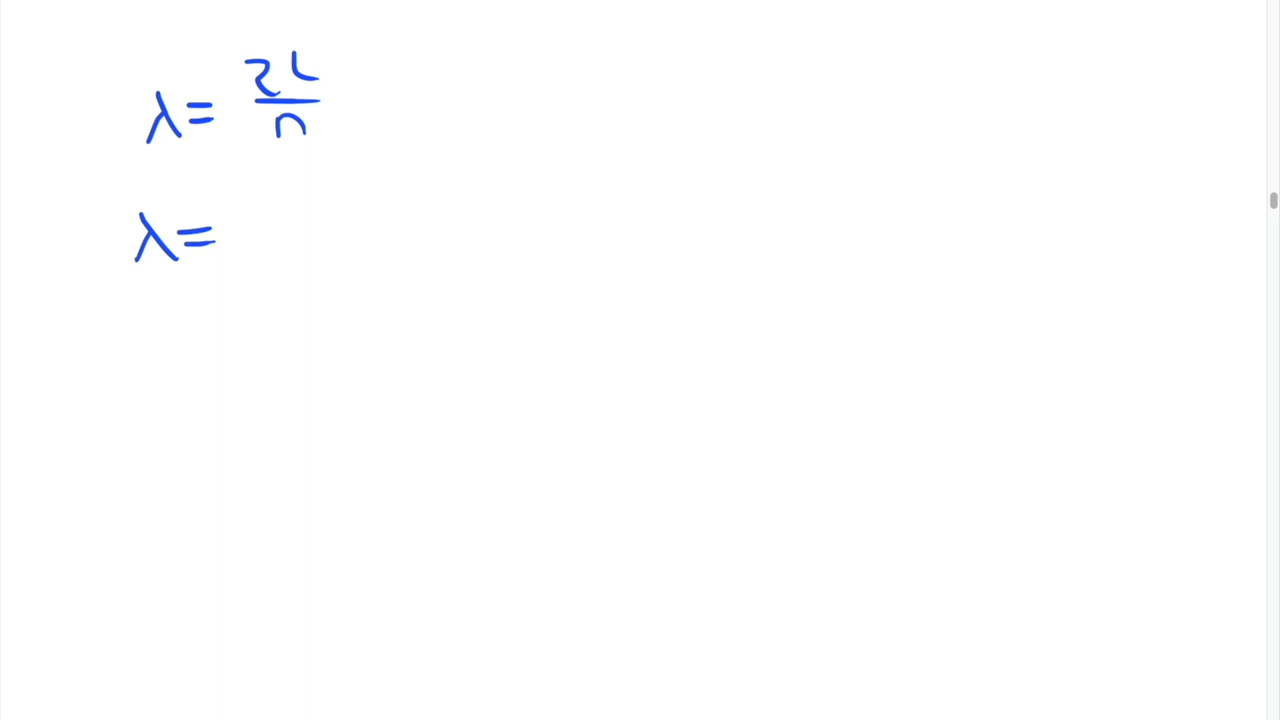 λ = 2L/n
λ =